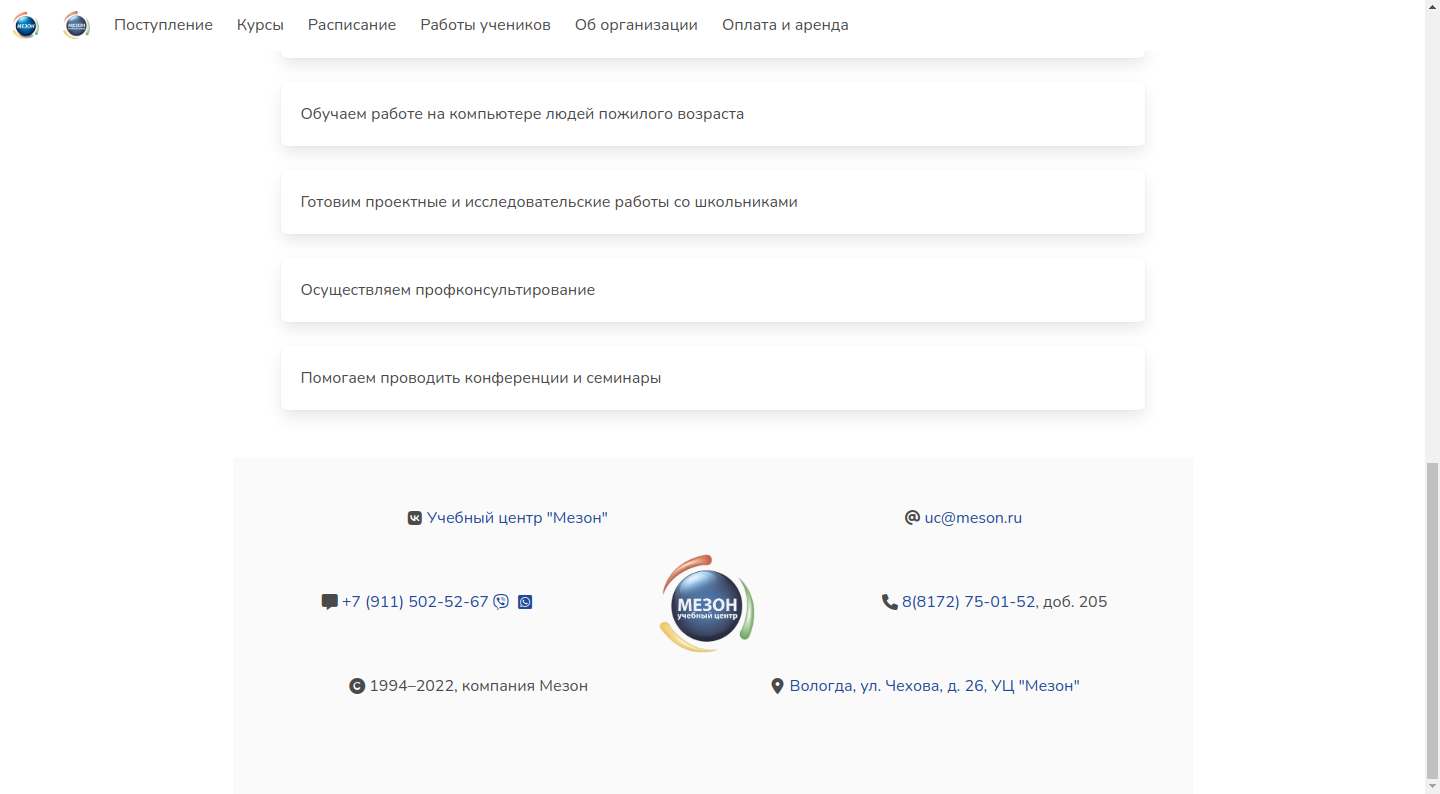 МЕЗОН
МЕЗОН
Поступление
Курсы
Расписание
Работы учеников
Об организации
Оплата и аренда
Обучаем работе на компьютере людей пожилого возраста
Готовим проектные и исследовательские работы со школьниками
Осуществляем профконсультирование
Помогаем проводить конференции и семинары
Учебный центр "Мезон"
uc@meson.ru
+7 (911) 502-52-67
МЕЗОН
учебный центр
8(8172) 75-01-52, доб. 205
1994–2022, компания Мезон
Вологда, ул. Чехова, д. 26, УЦ "Мезон"